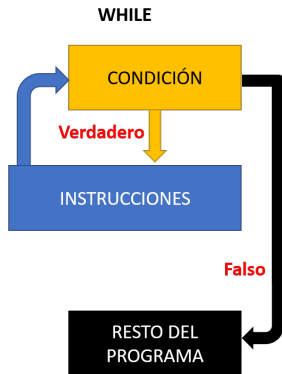 WHILE
CONDICIÓN
Verdadero
INSTRUCCIONES
Falso
RESTO DEL
PROGRAMA